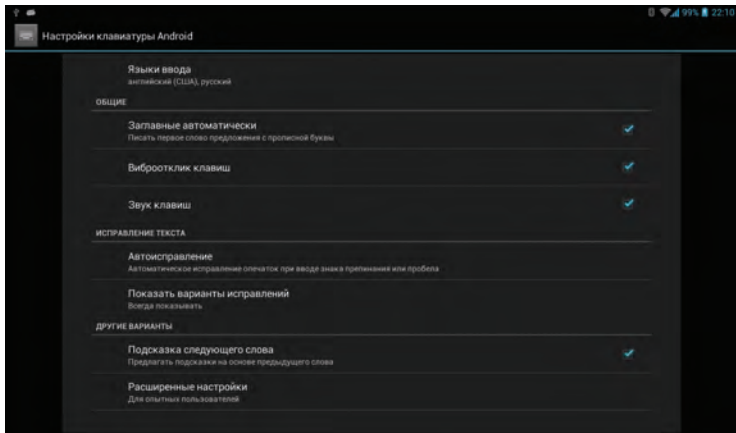 99% 22:10
Настройки клавиатуры Android
Языки ввода
английский (США), русский
ОБЩИЕ
Заглавные автоматически
Писать первое слово предложения с прописной буквы
Виброотклик клавиш
Звук клавиш
ИСПРАВЛЕНИЕ ТЕКСТА
Автоисправление
Автоматическое исправление опечаток при вводе знака препинания или пробела
Показать варианты исправлений
Всегда показывать
ДРУГИЕ ВАРИАНТЫ
Подсказка следующего слова
Предлагать подсказки на основе предыдущего слова
Расширенные настройки
Для опытных пользователей